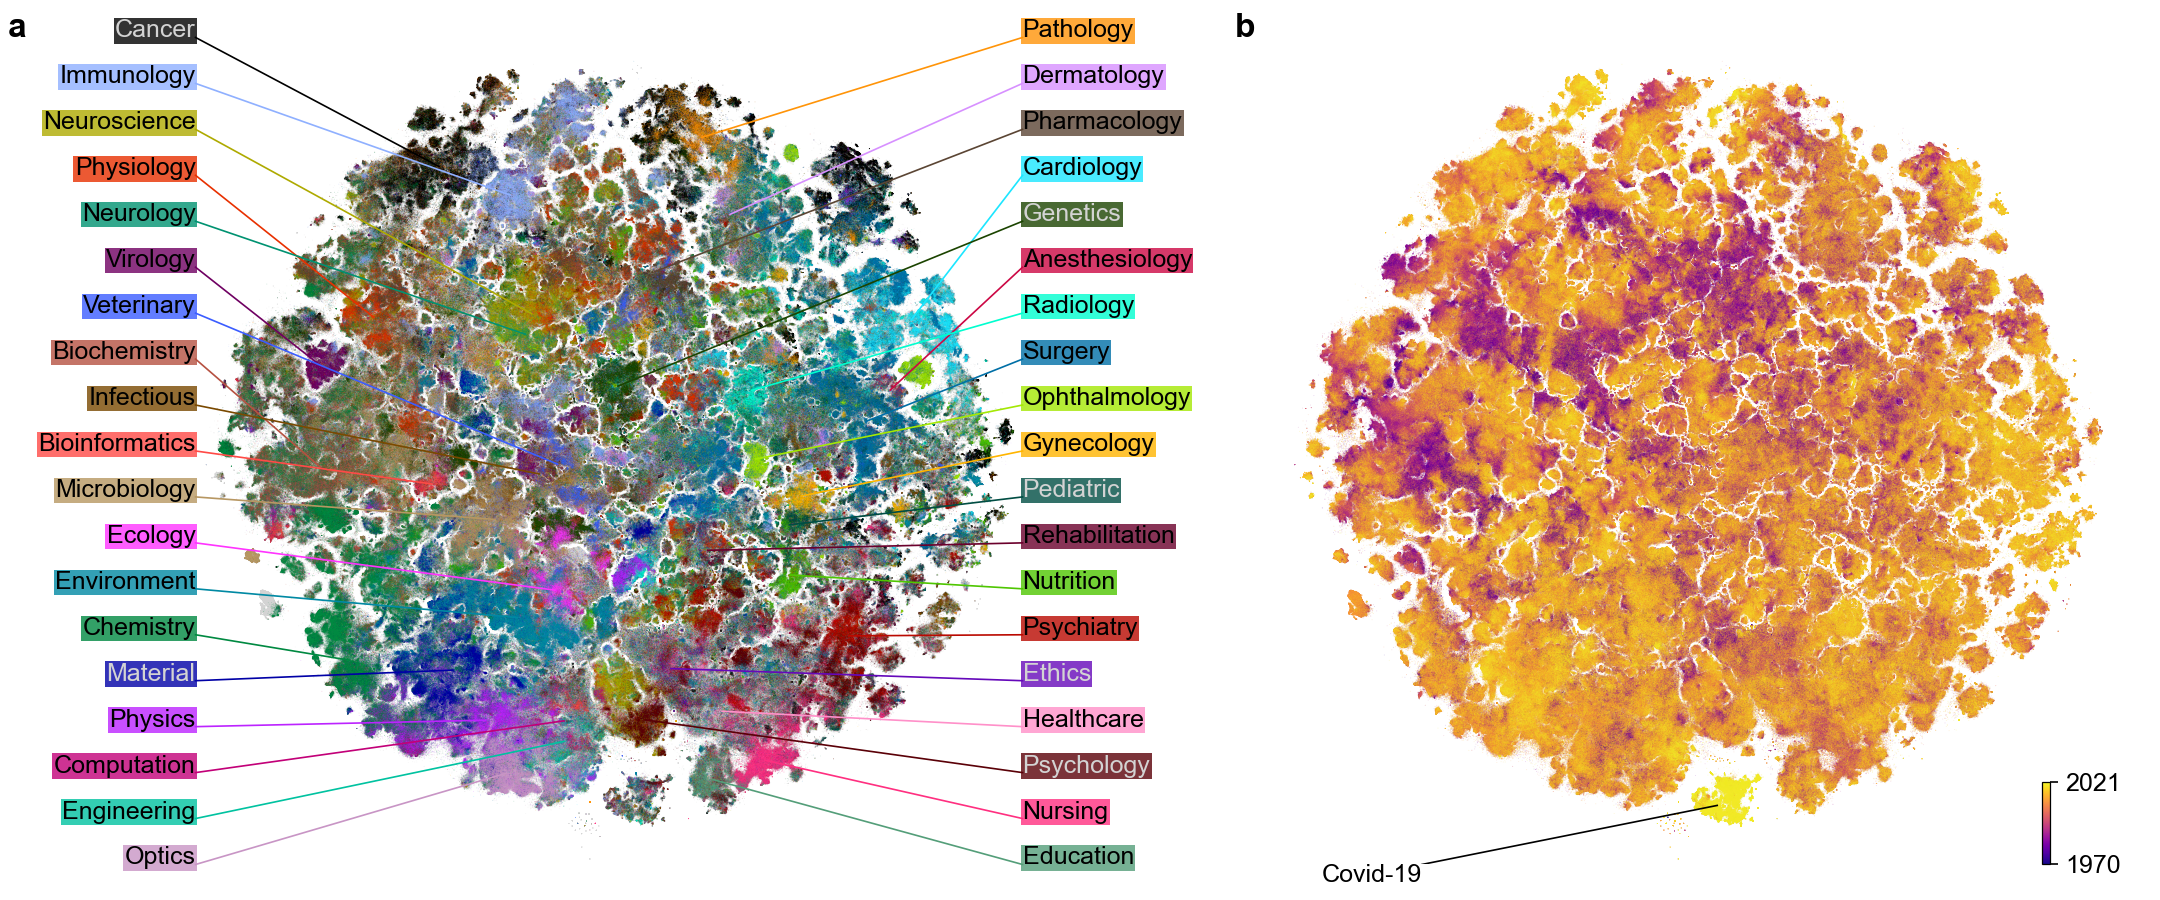 a
Cancer
Immunology
Neuroscience
Physiology
Neurology
Virology
Veterinary
Biochemistry
Infectious
Bioinformatics
Microbiology
Ecology
Environment
Chemistry
Material
Physics
Computation
Engineering
Optics
Pathology
Dermatology
Pharmacology
Cardiology
Genetics
Anesthesiology
Radiology
Surgery
Ophthalmology
Gynecology
Pediatric
Rehabilitation
Nutrition
Psychiatry
Ethics
Healthcare
Psychology
Nursing
Education
b
Covid-19
2021
1970